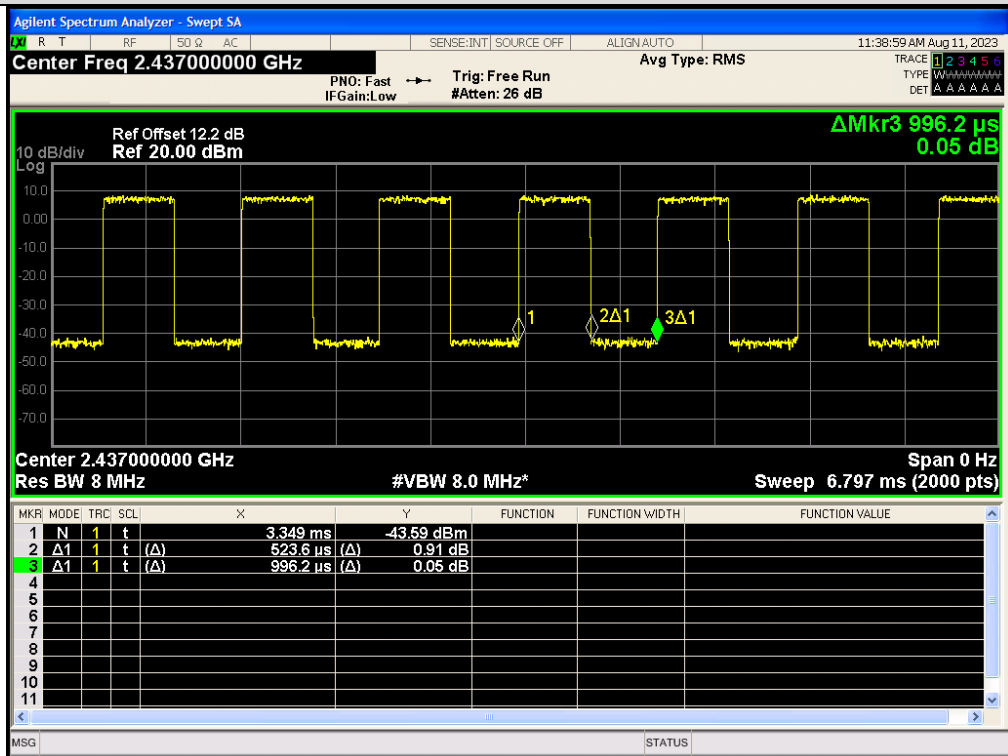 Agilent Spectrum Analyzer - Swept SA
LXI R T RF 50 Ω AC SENSE:INT SOURCE OFF ALIGNAUTO 11:38:59 AM Aug 11, 2023
Center Freq 2.437000000 GHz Avg Type: RMS TRACE 1 2 3 4 5 6
PNO: Fast Trig: Free Run TYPE
IFGain:Low #Atten: 26 dB DET A A A A A A
ΔMkr3 996.2 µs
0.05 dB
Ref Offset 12.2 dB
10 dB/div Ref 20.00 dBm
Log
10.0
0.00
-10.0
-20.0
-30.0
1 2Δ1 3Δ1
-40.0
-50.0
-60.0
-70.0
Center 2.437000000 GHz Span 0 Hz
Res BW 8 MHz #VBW 8.0 MHz* Sweep 6.797 ms (2000 pts)
MKR MODE TRC SCL X Y FUNCTION FUNCTION WIDTH FUNCTION VALUE
1 N 1 t 3.349 ms -43.59 dBm
2 Δ1 1 t (Δ) 523.6 µs (Δ) 0.91 dB
3 Δ1 1 t (Δ) 996.2 µs (Δ) 0.05 dB
4
5
6
7
8
9
10
11
MSG STATUS